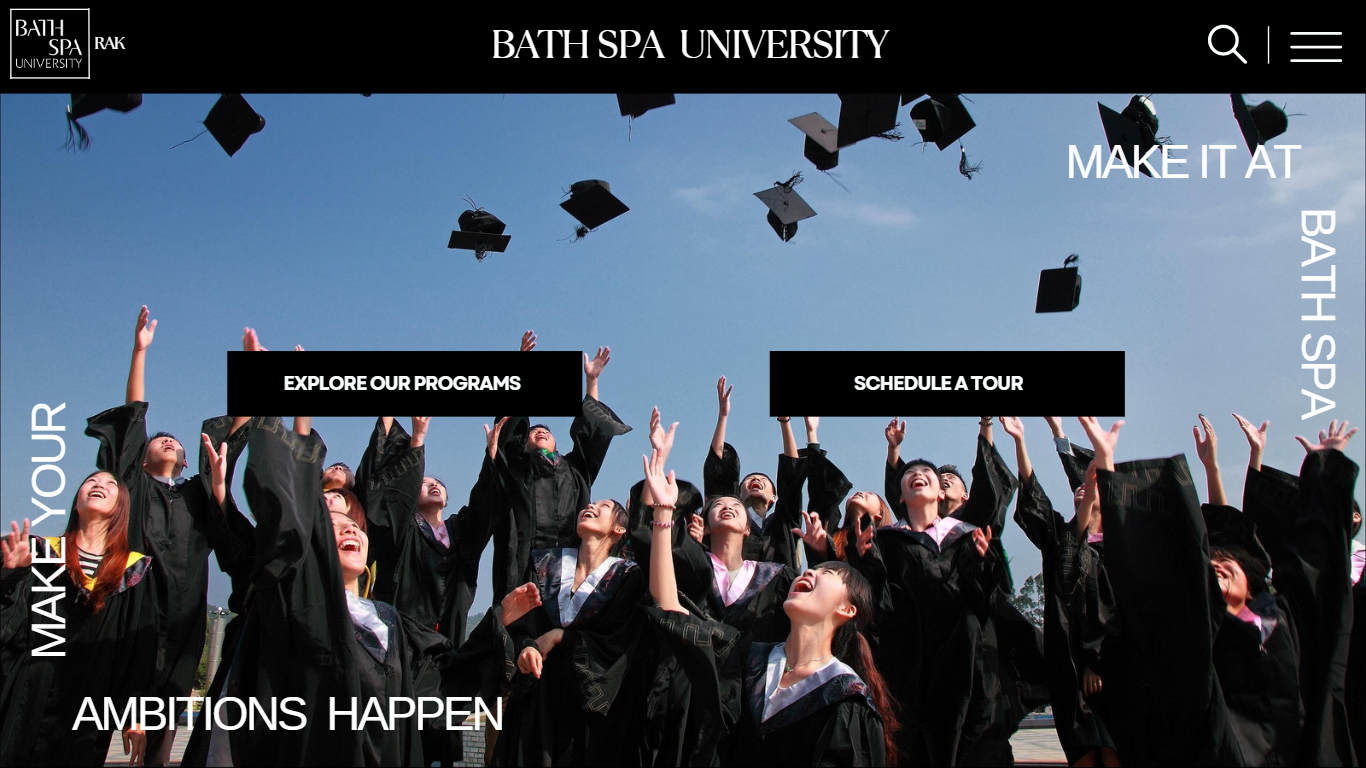 BATH
SPA
UNIVERSITY
RAK
BATH SPA UNIVERSITY
MAKE IT AT
BATH SPA
EXPLORE OUR PROGRAMS
SCHEDULE A TOUR
MAKE YOUR
AMBITIONS HAPPEN